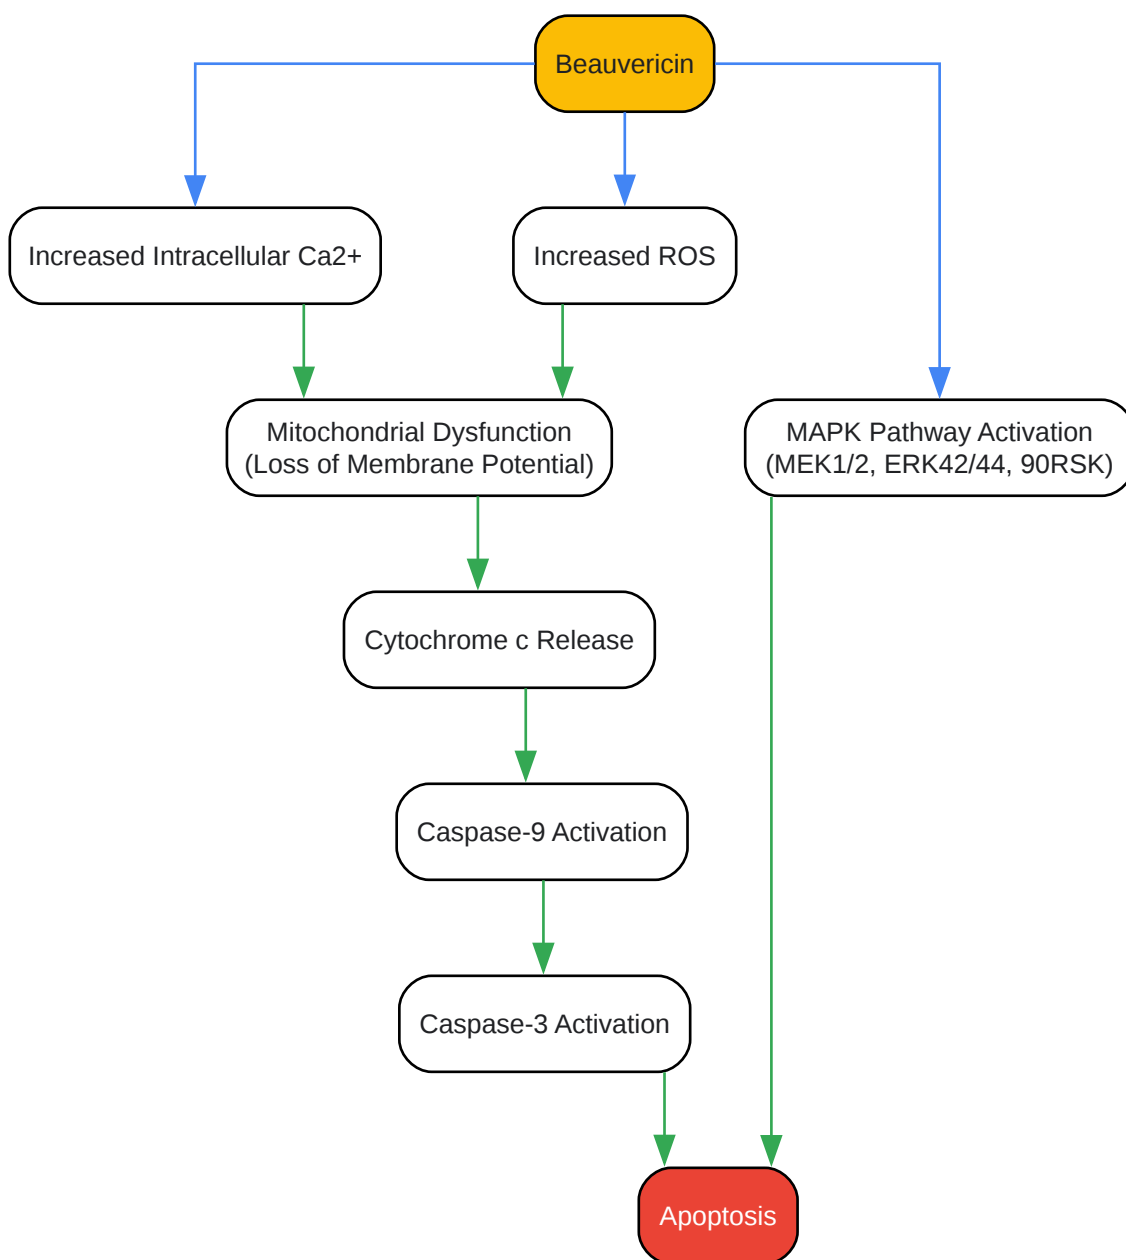 Beauvericin
Increased Intracellular Ca2+
Increased ROS
Mitochondrial Dysfunction
(Loss of Membrane Potential)
MAPK Pathway Activation
(MEK1/2, ERK42/44, 90RSK)
Cytochrome c Release
Caspase-9 Activation
Caspase-3 Activation
Apoptosis